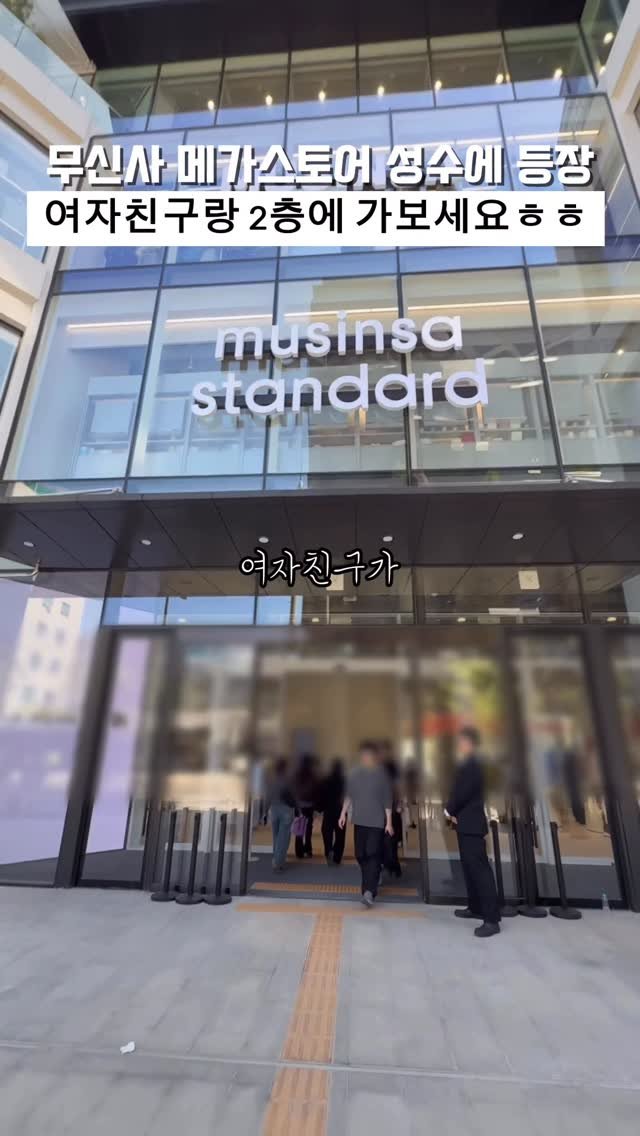 무신사 메가스토어 성수에 등장
여자친구랑 2층에 가보세요ㅎㅎ
musinsa
standard
여자친구가